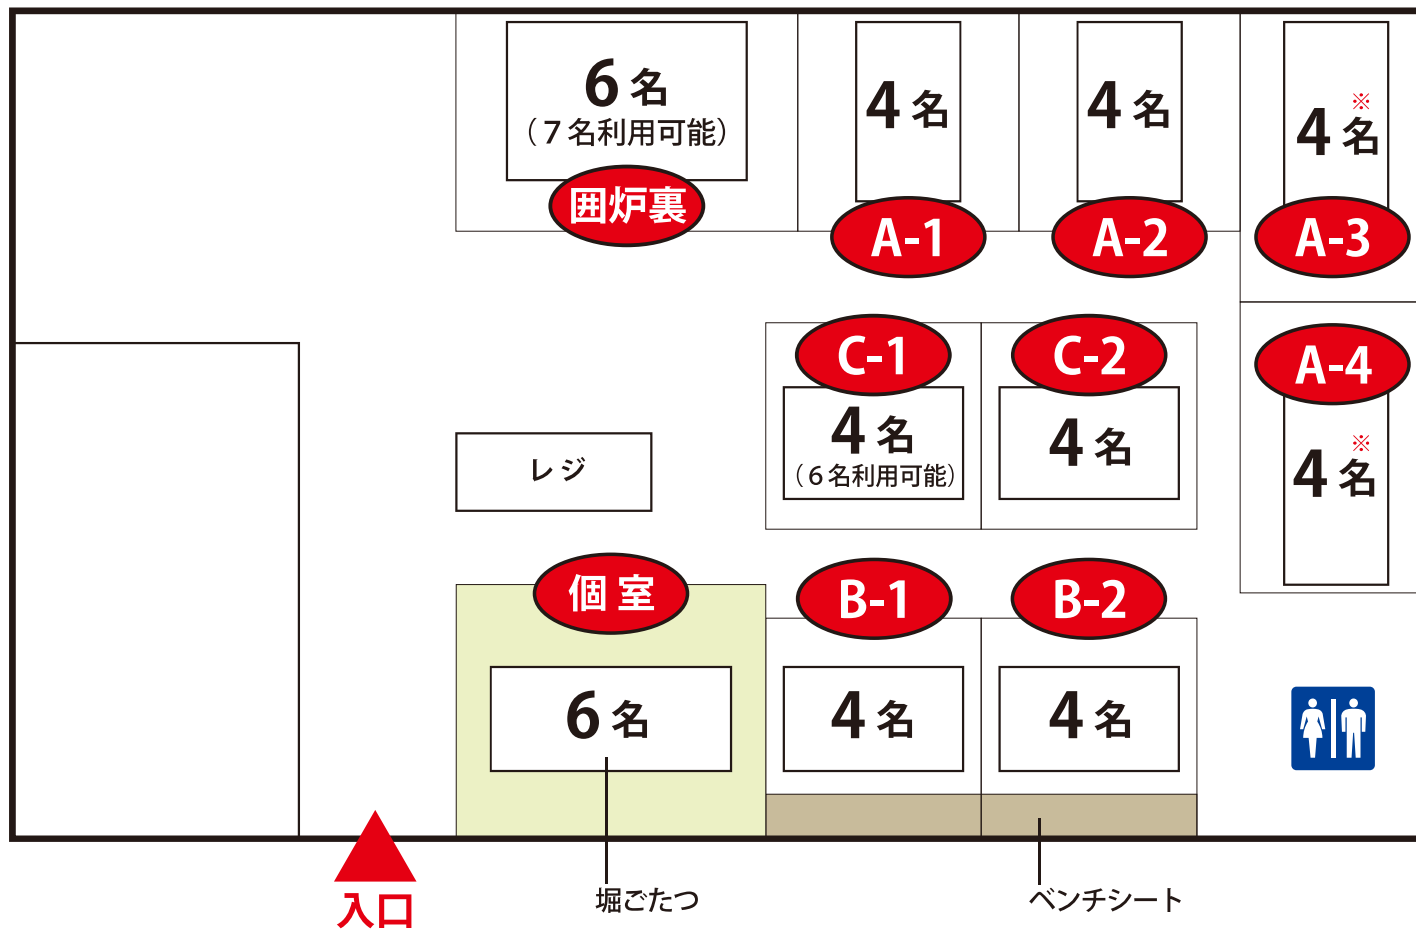 6名
（7名利用可能）
囲炉裏
4名
A-1
4名
A-2
4名※
A-3
C-1
4名
（6名利用可能）
C-2
4名
A-4
4名※
レジ
個室
6名
B-1
4名
B-2
4名
入口
堀ごたつ
ベンチシート